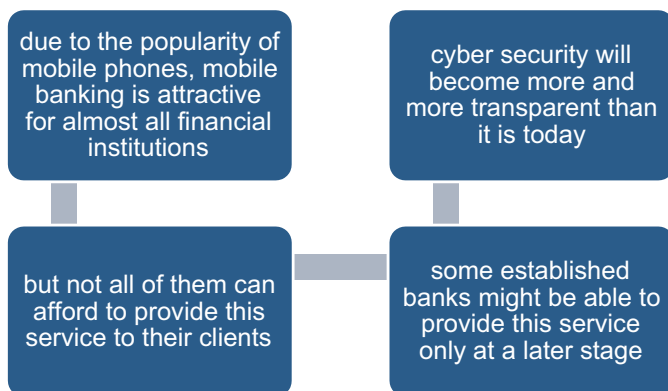 due to the popularity of
mobile phones, mobile
banking is attractive
for almost all financial
institutions
but not all of them can
afford to provide this
service to their clients
some established
banks might be able to
provide this service
only at a later stage
cyber security will
become more and
more transparent than
it is today